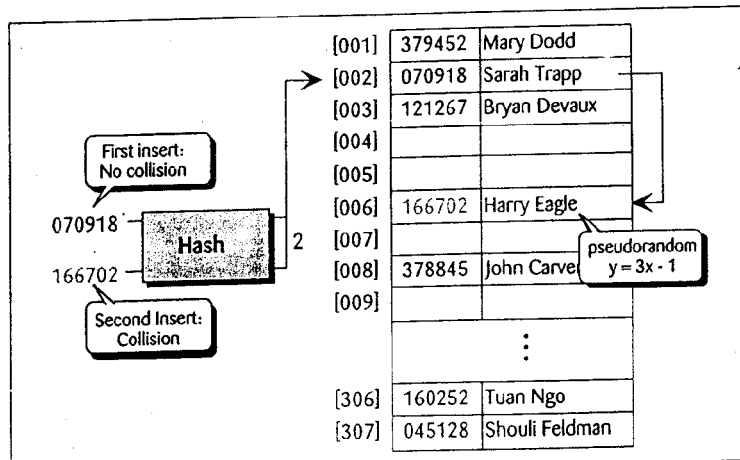 [001] 379452 Mary Dodd
[002] 070918 Sarah Trapp
[003] 121267 Bryan Devaux
[004]
[005]
[006] 166702 Harry Eagle
[007]
[008] 378845 John Carver
[009]
[306] 160252 Tuan Ngo
[307] 045128 Shouli Feldman
First insert:
No collision
070918
Hash
2
166702
Second Insert:
Collision
pseudorandom
y = 3x - 1